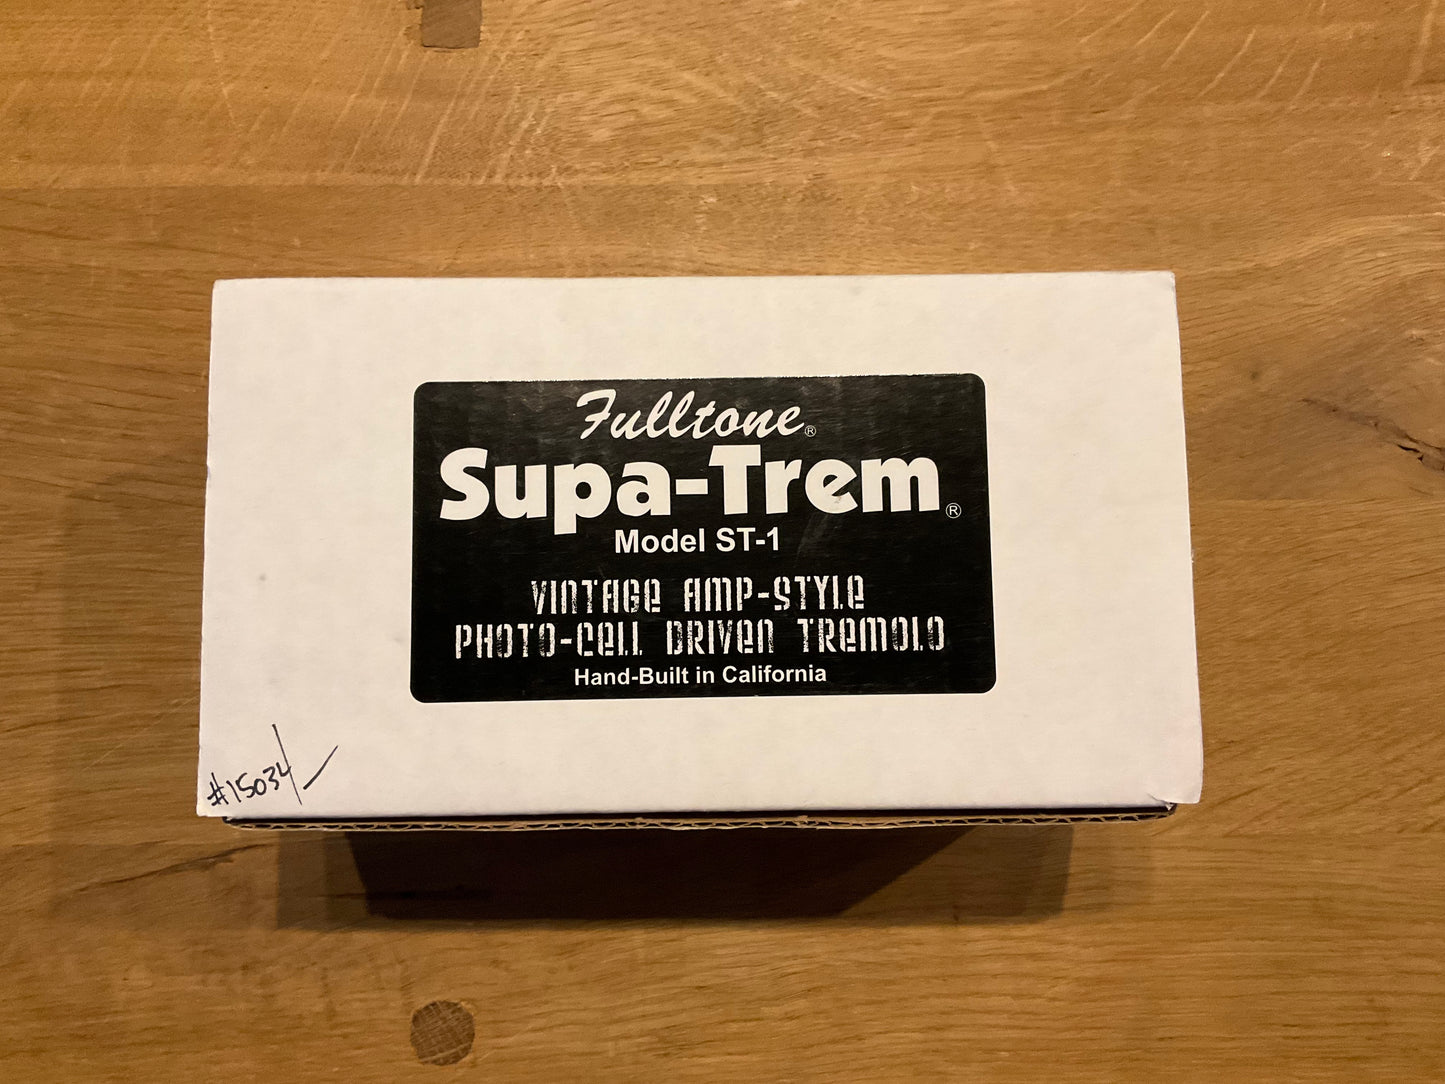 Fulltone®
Supa-Trem®
Model ST-1
VINTAGE AMP-STYLE
PHOTO-CELL DRIVEN TREMOLO
Hand-Built in California
#15034